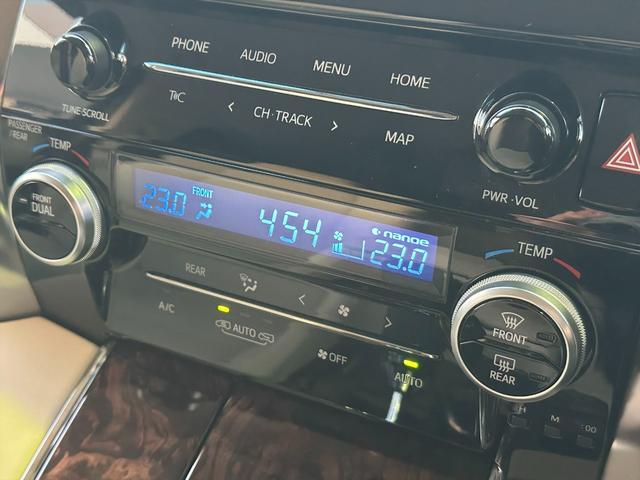 PHONE AUDIO MENU HOME
TUNE·SCROLL
T C < CH·TRACK > MAP
PWR·VOL
PASSENGER
/REAR
TEMP
FRONT
DUAL
23.0 FRONT 454 nanoe 23.0
TEMP
REAR < >
A/C AUTO OFF AUTO
FRONT
REAR
H M :00